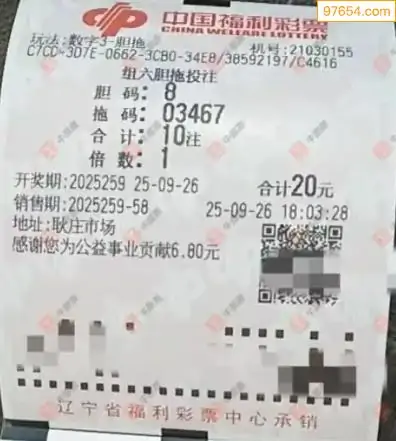 97654.com
中国福利彩票
CHINA WELFARE LOTTERY
玩法:数字3-胆拖 机号:21030155
C7CD-3D7E-0662-3CB0-34E8/38592197/C4616
组六胆拖投注
胆 码: 8
拖 码: 03467
合 计: 10注
倍 数: 1
开奖期:2025259 25-09-26 合计20元
销售期:2025259-58 25-09-26 18:03:28
地址:耿庄市场
感谢您为公益事业贡献6.80元
辽宁省福利彩票中心承销